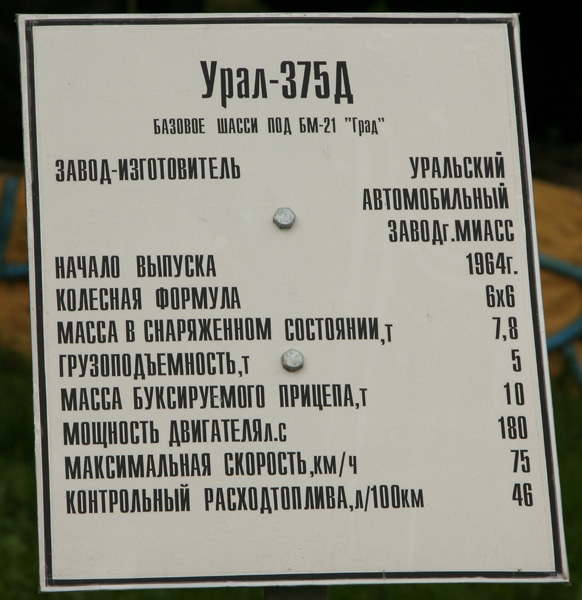 Урал-375Д
БАЗОВОЕ ШАССИ ПОД БМ-21 "Град"
ЗАВОД-ИЗГОТОВИТЕЛЬ УРАЛЬСКИЙ
АВТОМОБИЛЬНЫЙ
ЗАВОДг.МИАСС
НАЧАЛО ВЫПУСКА 1964г.
КОЛЕСНАЯ ФОРМУЛА 6x6
МАССА В СНАРЯЖЕННОМ СОСТОЯНИИ,т 7,8
ГРУЗОПОДЪЕМНОСТЬ,т 5
МАССА БУКСИРУЕМОГО ПРИЦЕПА,т 10
МОЩНОСТЬ ДВИГАТЕЛЯл.с 180
МАКСИМАЛЬНАЯ СКОРОСТЬ,км/ч 75
КОНТРОЛЬНЫЙ РАСХОДТОПЛИВА,л/100км 46